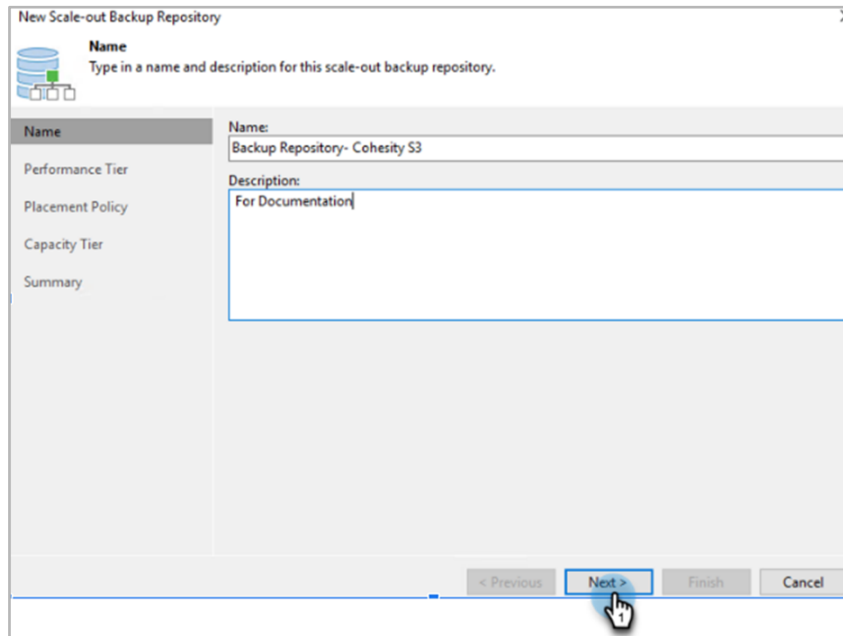 New Scale-out Backup Repository
Name
Type in a name and description for this scale-out backup repository.
Name
Performance Tier
Placement Policy
Capacity Tier
Summary
Name:
Backup Repository- Cohesity S3
Description:
For Documentation
< Previous
Next >
Finish
Cancel
1